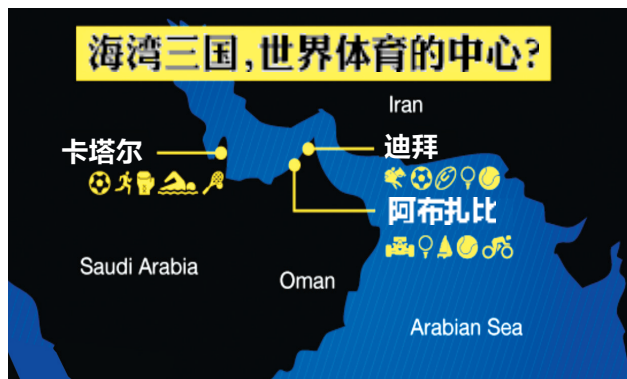 海湾三国,世界体育的中心?
Iran
卡塔尔
迪拜
阿布扎比
Saudi Arabia
Oman
Arabian Sea